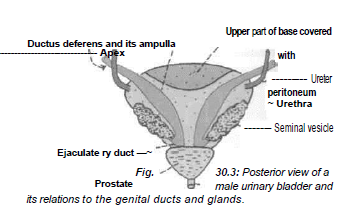 Upper part of base covered
Ductus deferens and its ampulla
Apex
with
Ureter
peritoneum
~ Urethra
Seminal vesicle
Ejaculate ry duct —~
Fig. 30.3: Posterior view of a
Prostate male urinary bladder and
its relations to the genital ducts and glands.